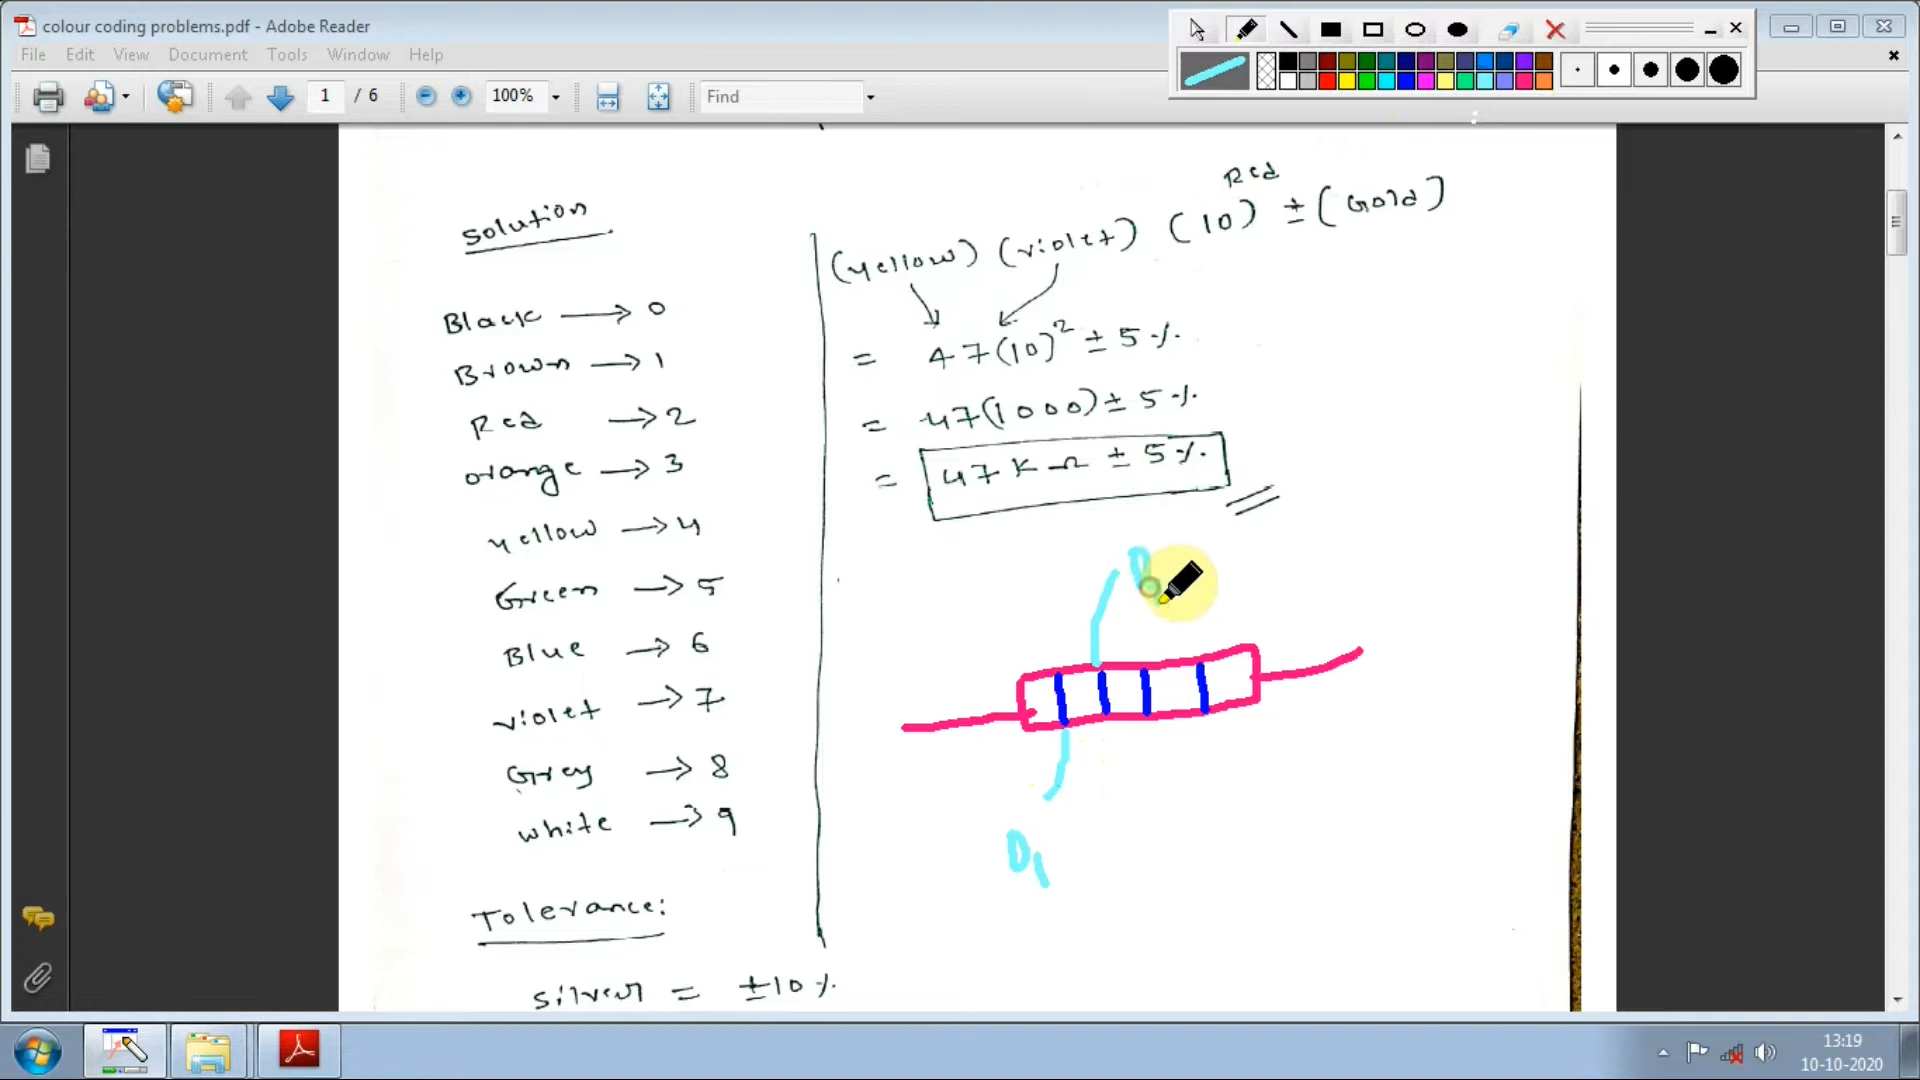 colour coding problems.pdf - Adobe Reader
File Edit View Document Tools Window Help
1 / 6 100% Find
Solution
Black → 0
Brown → 1
Red → 2
orange → 3
yellow → 4
Green → 5
Blue → 6
violet → 7
Grey → 8
white → 9
Tolerance:
silver = ±10 %
(yellow) (violet) (10)^Red ± (Gold)
= 47(10)^2 ± 5 %
= 47(1000) ± 5 %
= 47 K Ω ± 5 %
D
D1
13:19
10-10-2020